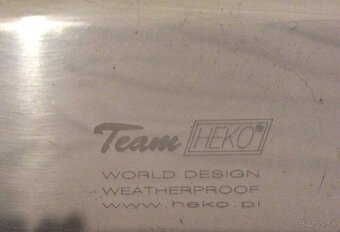 Team HEKO®
WORLD DESIGN
WEATHERPROOF
www.heko.pl